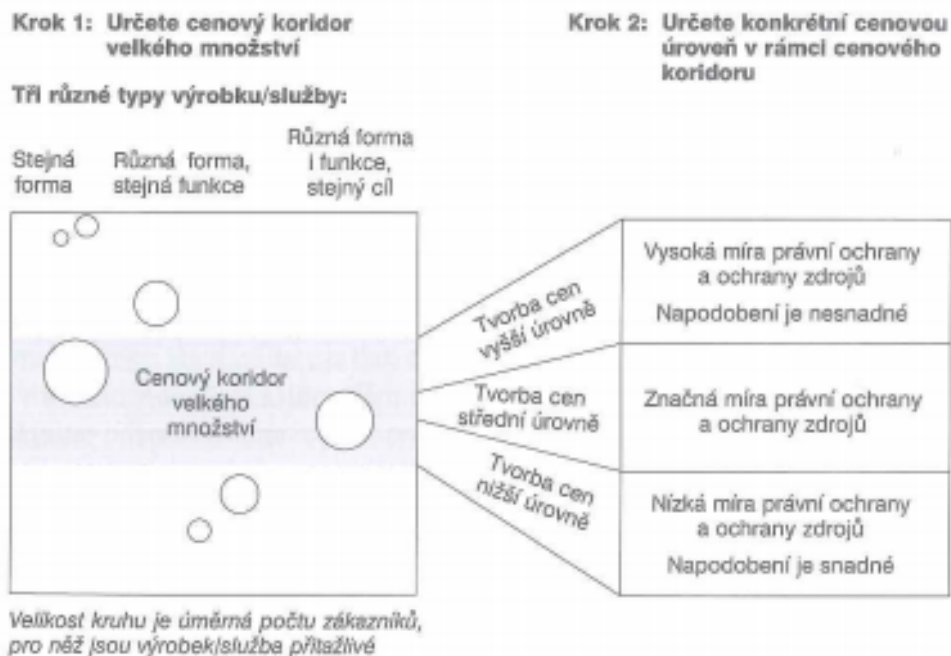 Krok 1: Určete cenový koridor
velkého množství
Tři různé typy výrobku/služby:
Stejná
forma
Různá forma,
stejná funkce
Různá forma
i funkce,
stejný cíl
Cenový koridor
velkého
množství
Velikost kruhu je úměrná počtu zákazníků,
pro něž jsou výrobek/služba přitažlivé
Krok 2: Určete konkrétní cenovou
úroveň v rámci cenového
koridoru
Tvorba cen
vyšší úrovně
Vysoká míra právní ochrany
a ochrany zdrojů
Napodobení je nesnadné
Tvorba cen
střední úrovně
Značná míra právní ochrany
a ochrany zdrojů
Tvorba cen
nižší úrovně
Nízká míra právní ochrany
a ochrany zdrojů
Napodobení je snadné